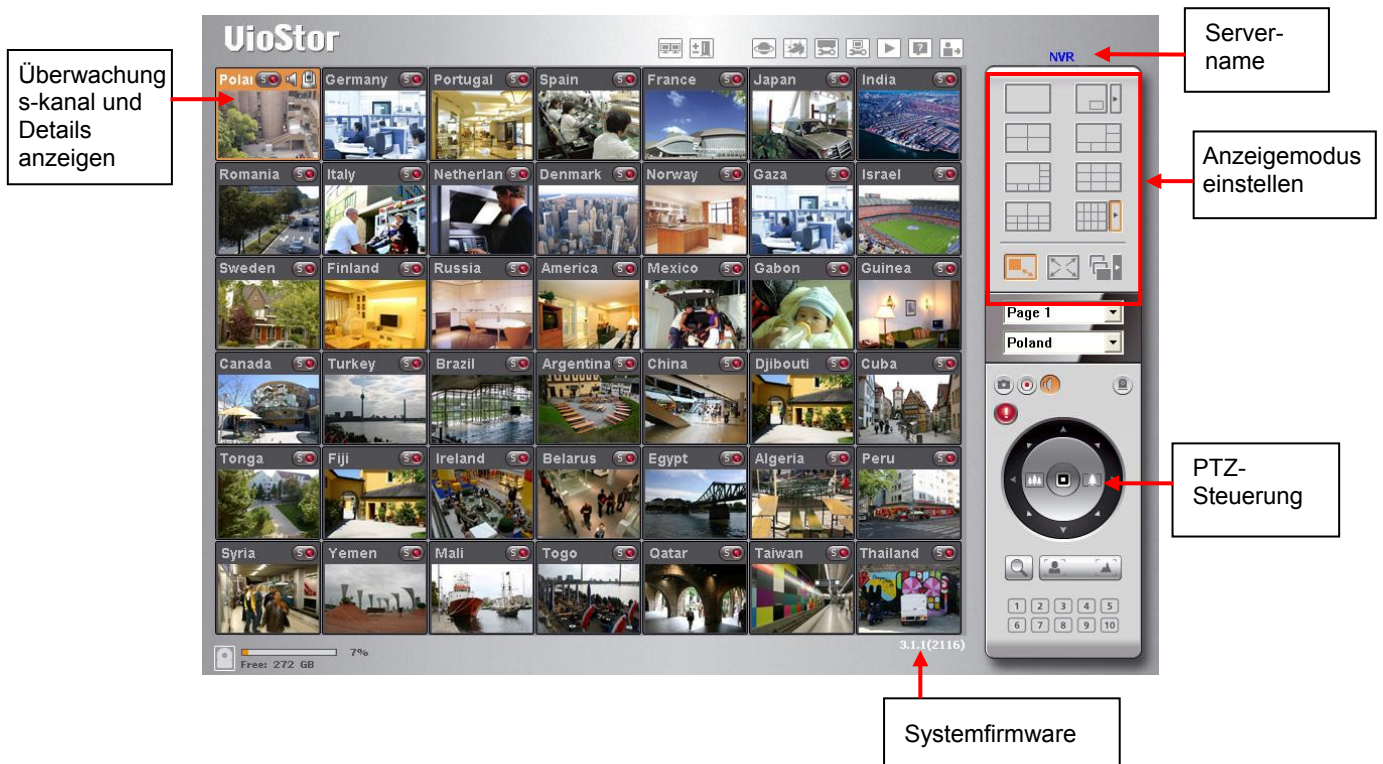 VioStor
NVR
Server-
name
Überwachung
s-kanal und
Details
anzeigen
Polar
Germany
Portugal
Spain
France
Japan
India
Romania
Italy
Netherlan
Denmark
Norway
Gaza
Israel
Anzeigemodus
einstellen
Sweden
Finland
Russia
America
Mexico
Gabon
Guinea
Page 1
Poland
Canada
Turkey
Brazil
Argentina
China
Djibouti
Cuba
Tonga
Fiji
Ireland
Belarus
Egypt
Algeria
Peru
PTZ-
Steuerung
Syria
Yemen
Mali
Togo
Qatar
Taiwan
Thailand
1 2 3 4 5
6 7 8 9 10
7%
Free: 272 GB
3.1.1(2116)
Systemfirmware